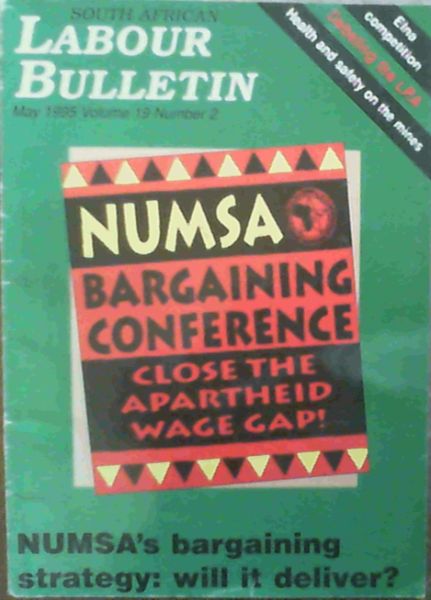 SOUTH AFRICAN
LABOUR
BULLETIN
May 1995 Volume 19 Number 2
Eine
competition
Debating the LRA
Health and safety on the mines
NUMSA
BARGAINING
CONFERENCE
CLOSE THE
APARTHEID
WAGE GAP!
NUMSA's bargaining
strategy: will it deliver?